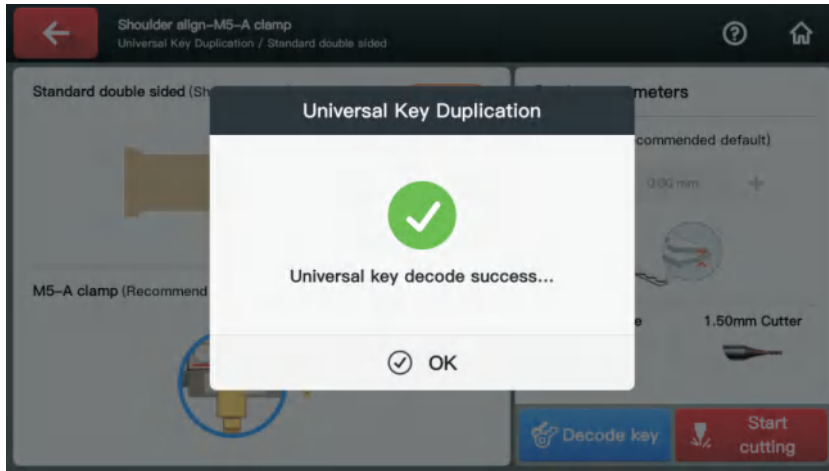 Shoulder align-M5-A clamp
Universal Key Duplication / Standard double sided
Standard double sided (Sh
meters
Universal Key Duplication
commended default)
0.00 mm +
Universal key decode success...
M5-A clamp (Recommend
e 1.50mm Cutter
OK
Decode key
Start
cutting